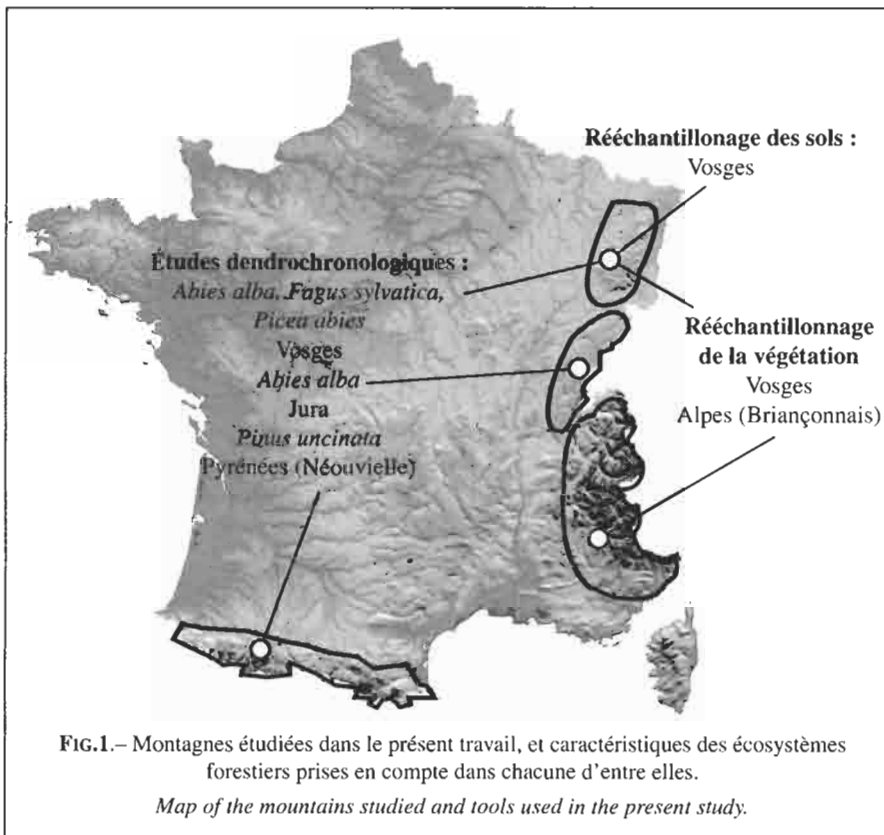 Rééchantillonage des sols :
Vosges
Études dendrochronologiques :
Abies alba, Fagus sylvatica,
Picea abies
Vosges
Abies alba
Jura
Pinus uncinata
Pyrénées (Néouvielle)
Rééchantillonnage
de la végétation
Vosges
Alpes (Briançonnais)
FIG.1.– Montagnes étudiées dans le présent travail, et caractéristiques des écosystèmes
forestiers prises en compte dans chacune d'entre elles.
Map of the mountains studied and tools used in the present study.